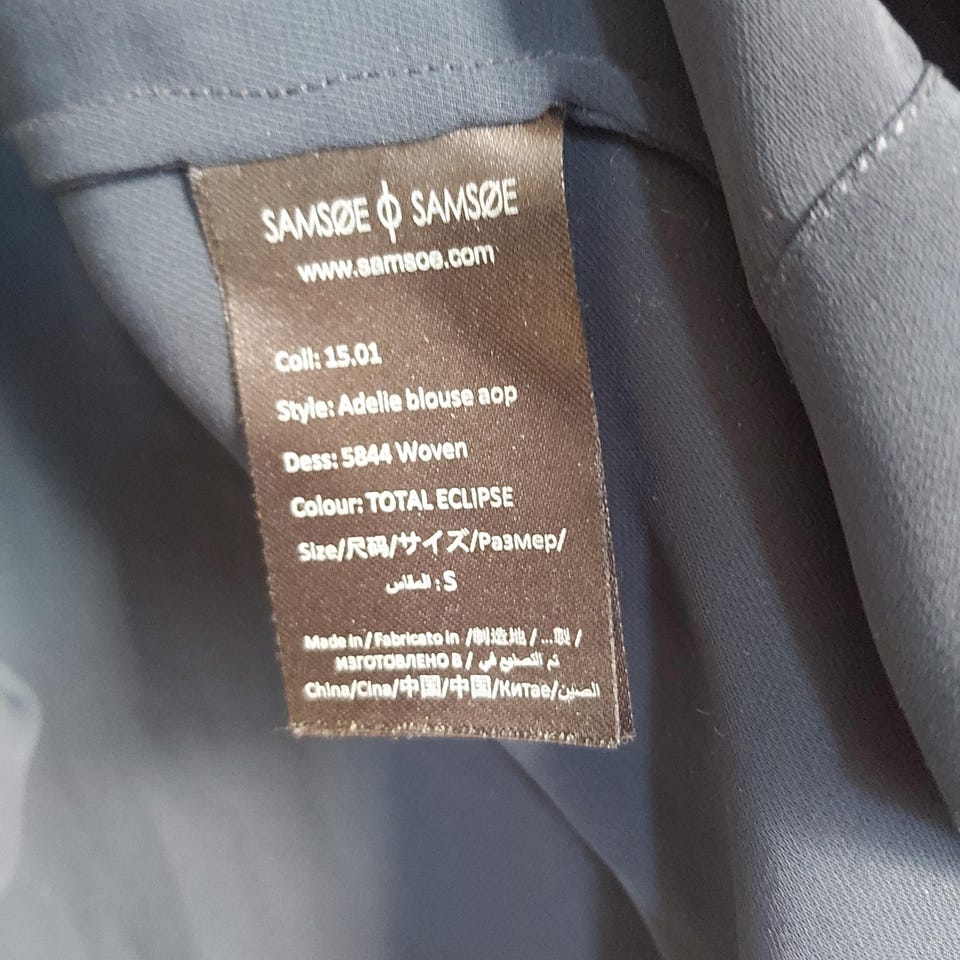 SAMSØE ϕ SAMSØE
www.samsoe.com
Coll: 15.01
Style: Adelie blouse aop
Dess: 5844 Woven
Colour: TOTAL ECLIPSE
Size/尺码/サイズ/Размер/
المقاس : S
Made in / Fabricato in /制造地 / ...製 /
ИЗГОТОВЛЕНО В / تم التصنيع في
China/Cina/中国/中国/Китае/الصين